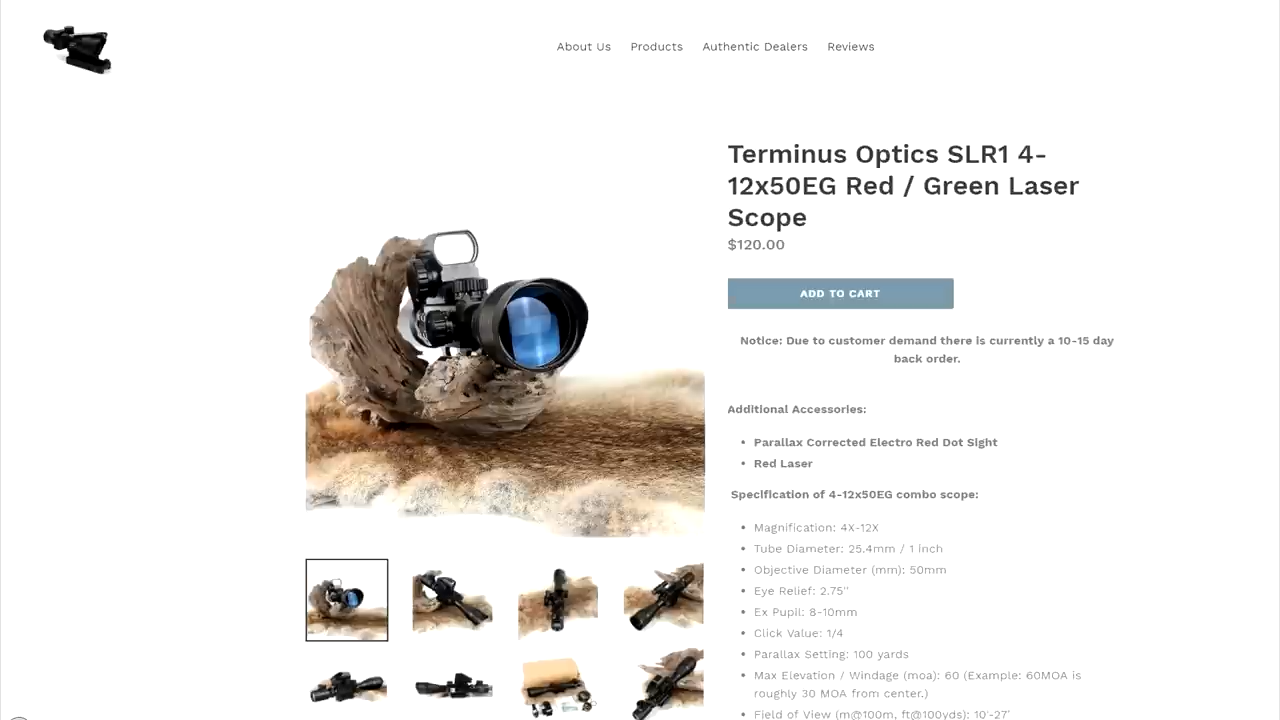 About Us Products Authentic Dealers Reviews
Terminus Optics SLR1 4-
12x50EG Red / Green Laser
Scope
$120.00
ADD TO CART
Notice: Due to customer demand there is currently a 10-15 day
back order.
Additional Accessories:
• Parallax Corrected Electro Red Dot Sight
• Red Laser
Specification of 4-12x50EG combo scope:
• Magnification: 4X-12X
• Tube Diameter: 25.4mm / 1 inch
• Objective Diameter (mm): 50mm
• Eye Relief: 2.75''
• Ex Pupil: 8-10mm
• Click Value: 1/4
• Parallax Setting: 100 yards
• Max Elevation / Windage (moa): 60 (Example: 60MOA is
roughly 30 MOA from center.)
• Field of View (m@100m, ft@100yds): 10'-27'